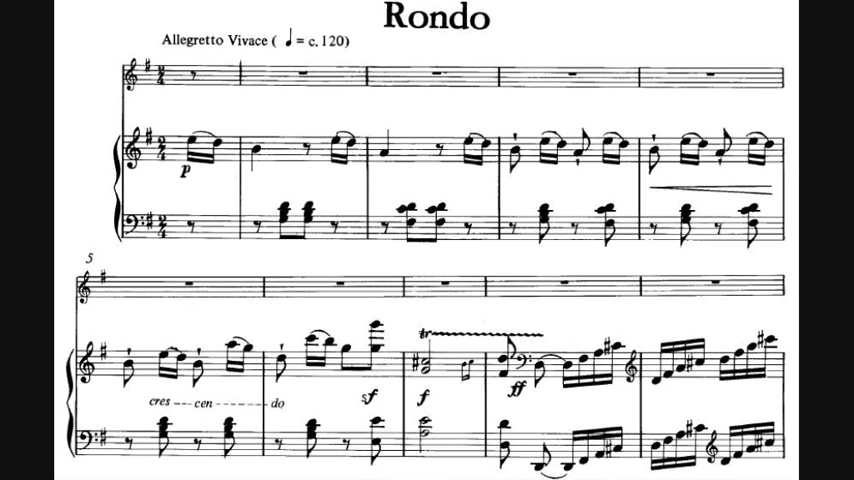 Rondo
Allegretto Vivace ( ♩ = c. 120)
p
5
cres---cen------do sf f ff
tr